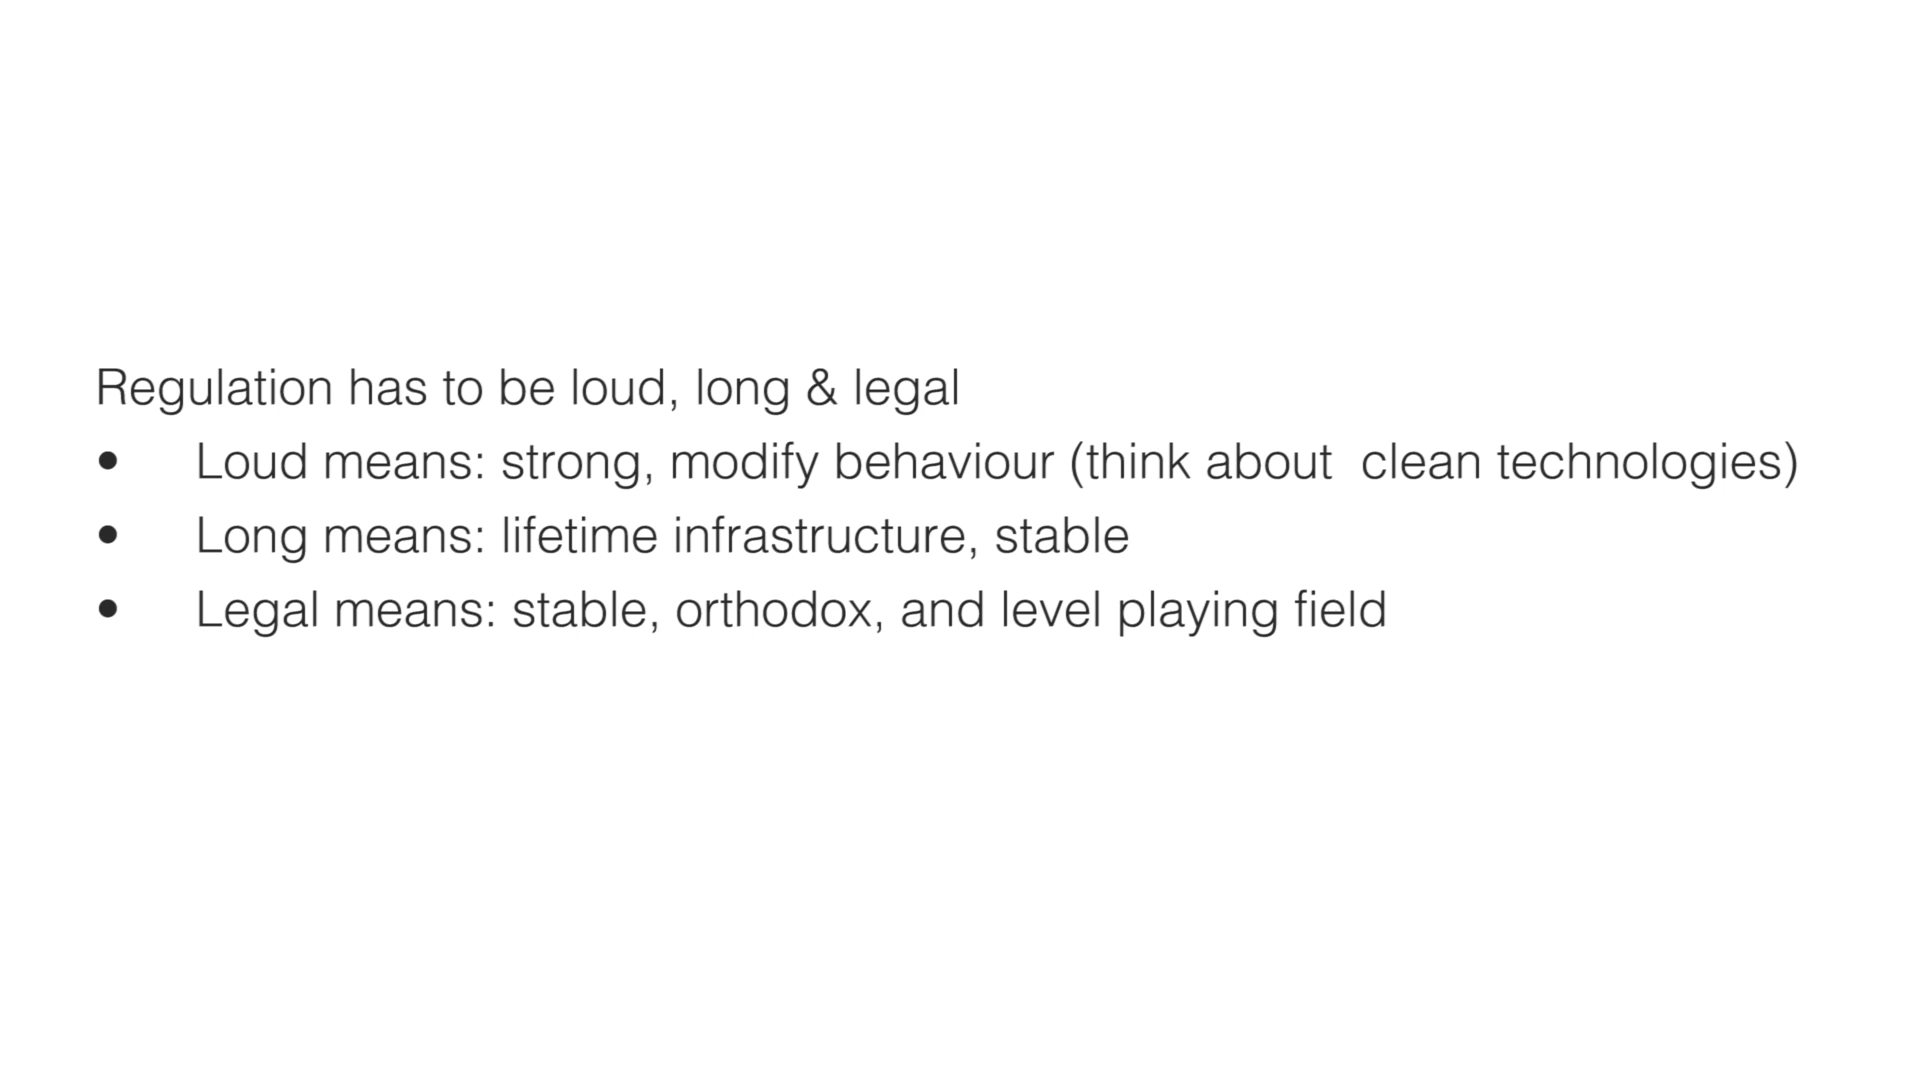 Regulation has to be loud, long & legal
• Loud means: strong, modify behaviour (think about  clean technologies)
• Long means: lifetime infrastructure, stable
• Legal means: stable, orthodox, and level playing field